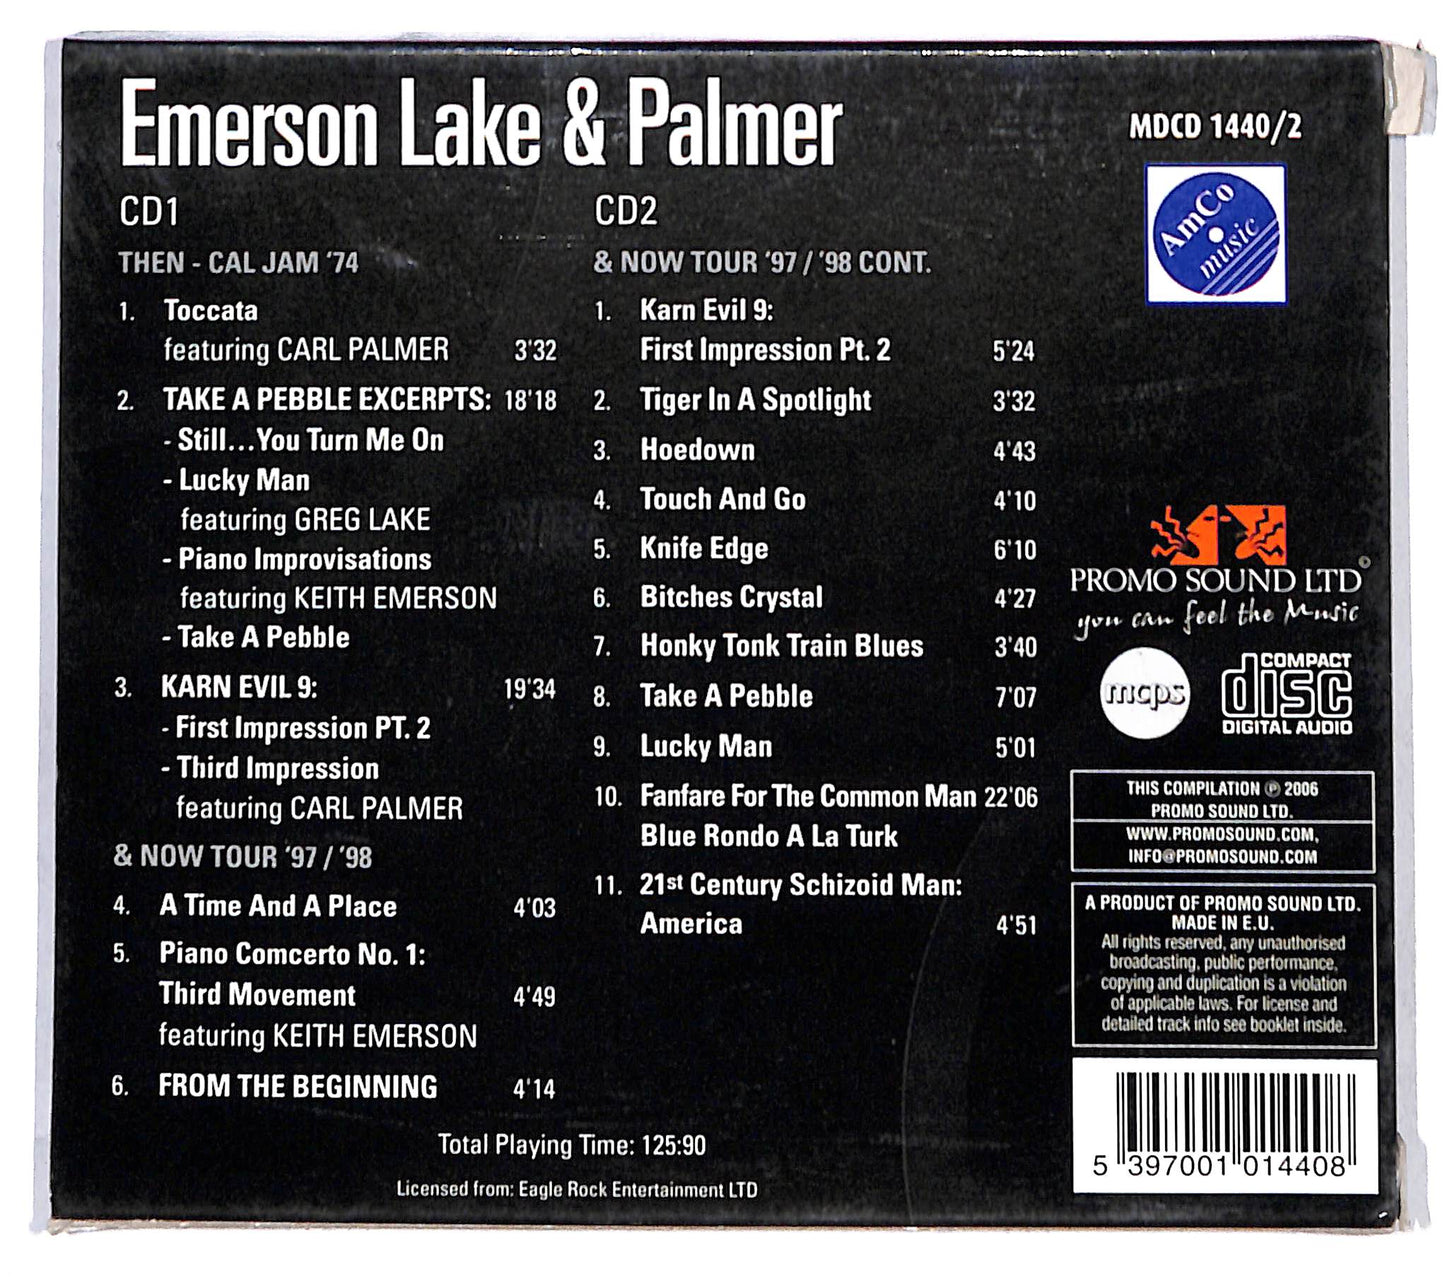 Emerson Lake & Palmer
MDCD 1440/2
AmCo
music
CD1
THEN - CAL JAM '74
1. Toccata
featuring CARL PALMER 3'32
2. TAKE A PEBBLE EXCERPTS: 18'18
- Still...You Turn Me On
- Lucky Man
featuring GREG LAKE
- Piano Improvisations
featuring KEITH EMERSON
- Take A Pebble
3. KARN EVIL 9: 19'34
- First Impression PT. 2
- Third Impression
featuring CARL PALMER
& NOW TOUR '97 / '98
4. A Time And A Place 4'03
5. Piano Comcerto No. 1:
Third Movement 4'49
featuring KEITH EMERSON
6. FROM THE BEGINNING 4'14
CD2
& NOW TOUR '97 / '98 CONT.
1. Karn Evil 9:
First Impression Pt. 2 5'24
2. Tiger In A Spotlight 3'32
3. Hoedown 4'43
4. Touch And Go 4'10
5. Knife Edge 6'10
6. Bitches Crystal 4'27
7. Honky Tonk Train Blues 3'40
8. Take A Pebble 7'07
9. Lucky Man 5'01
10. Fanfare For The Common Man 22'06
Blue Rondo A La Turk
11. 21st Century Schizoid Man:
America 4'51
Total Playing Time: 125:90
Licensed from: Eagle Rock Entertainment LTD
PROMO SOUND LTD©
you can feel the Music
mcps
COMPACT
disc
DIGITAL AUDIO
THIS COMPILATION ℗ 2006
PROMO SOUND LTD.
WWW.PROMOSOUND.COM,
INFO@PROMOSOUND.COM
A PRODUCT OF PROMO SOUND LTD.
MADE IN E.U.
All rights reserved, any unauthorised
broadcasting, public performance,
copying and duplication is a violation
of applicable laws. For license and
detailed track info see booklet inside.
5 397001 014408